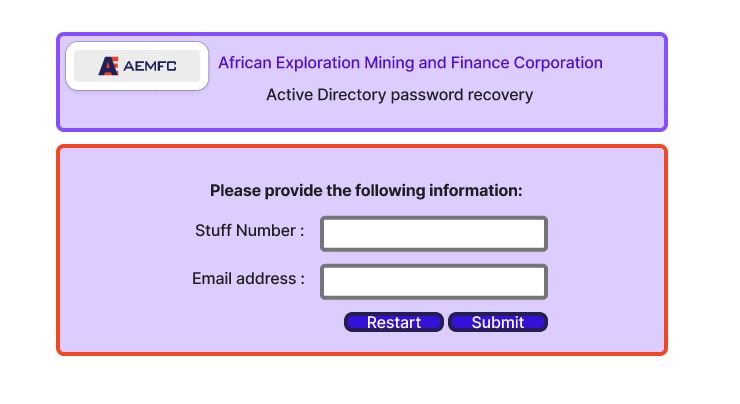 AEMFC
African Exploration Mining and Finance Corporation
Active Directory password recovery
Please provide the following information:
Stuff Number :
Email address :
Restart Submit